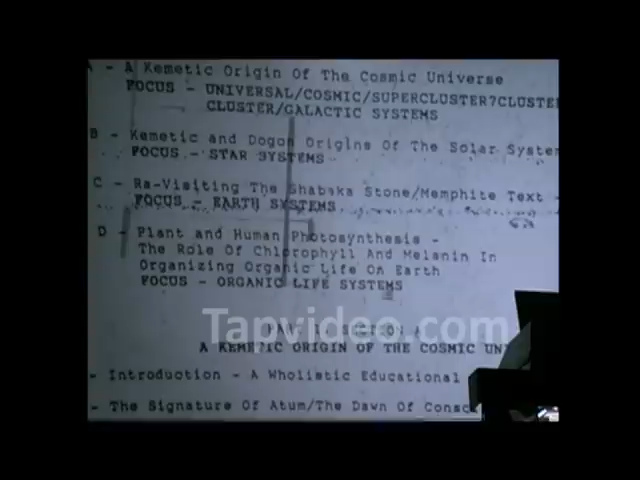 A - A Kemetic Origin Of The Cosmic Universe
FOCUS - UNIVERSAL/COSMIC/SUPERCLUSTER7CLUSTE
CLUSTER/GALACTIC SYSTEMS
B - Kemetic and Dogon Origins Of The Solar System
FOCUS - STAR SYSTEMS
C - Re-Visiting The Shabaka Stone/Memphite Text -
FOCUS - EARTH SYSTEMS
D - Plant and Human Photosynthesis -
The Role Of Chlorophyll And Melanin In
Organizing Organic Life On Earth
FOCUS - ORGANIC LIFE SYSTEMS
Tapvideo.com
SECTION A
A KEMETIC ORIGIN OF THE COSMIC UN
- Introduction - A Wholistic Educational
- The Signature Of Atum/The Dawn Of Consc